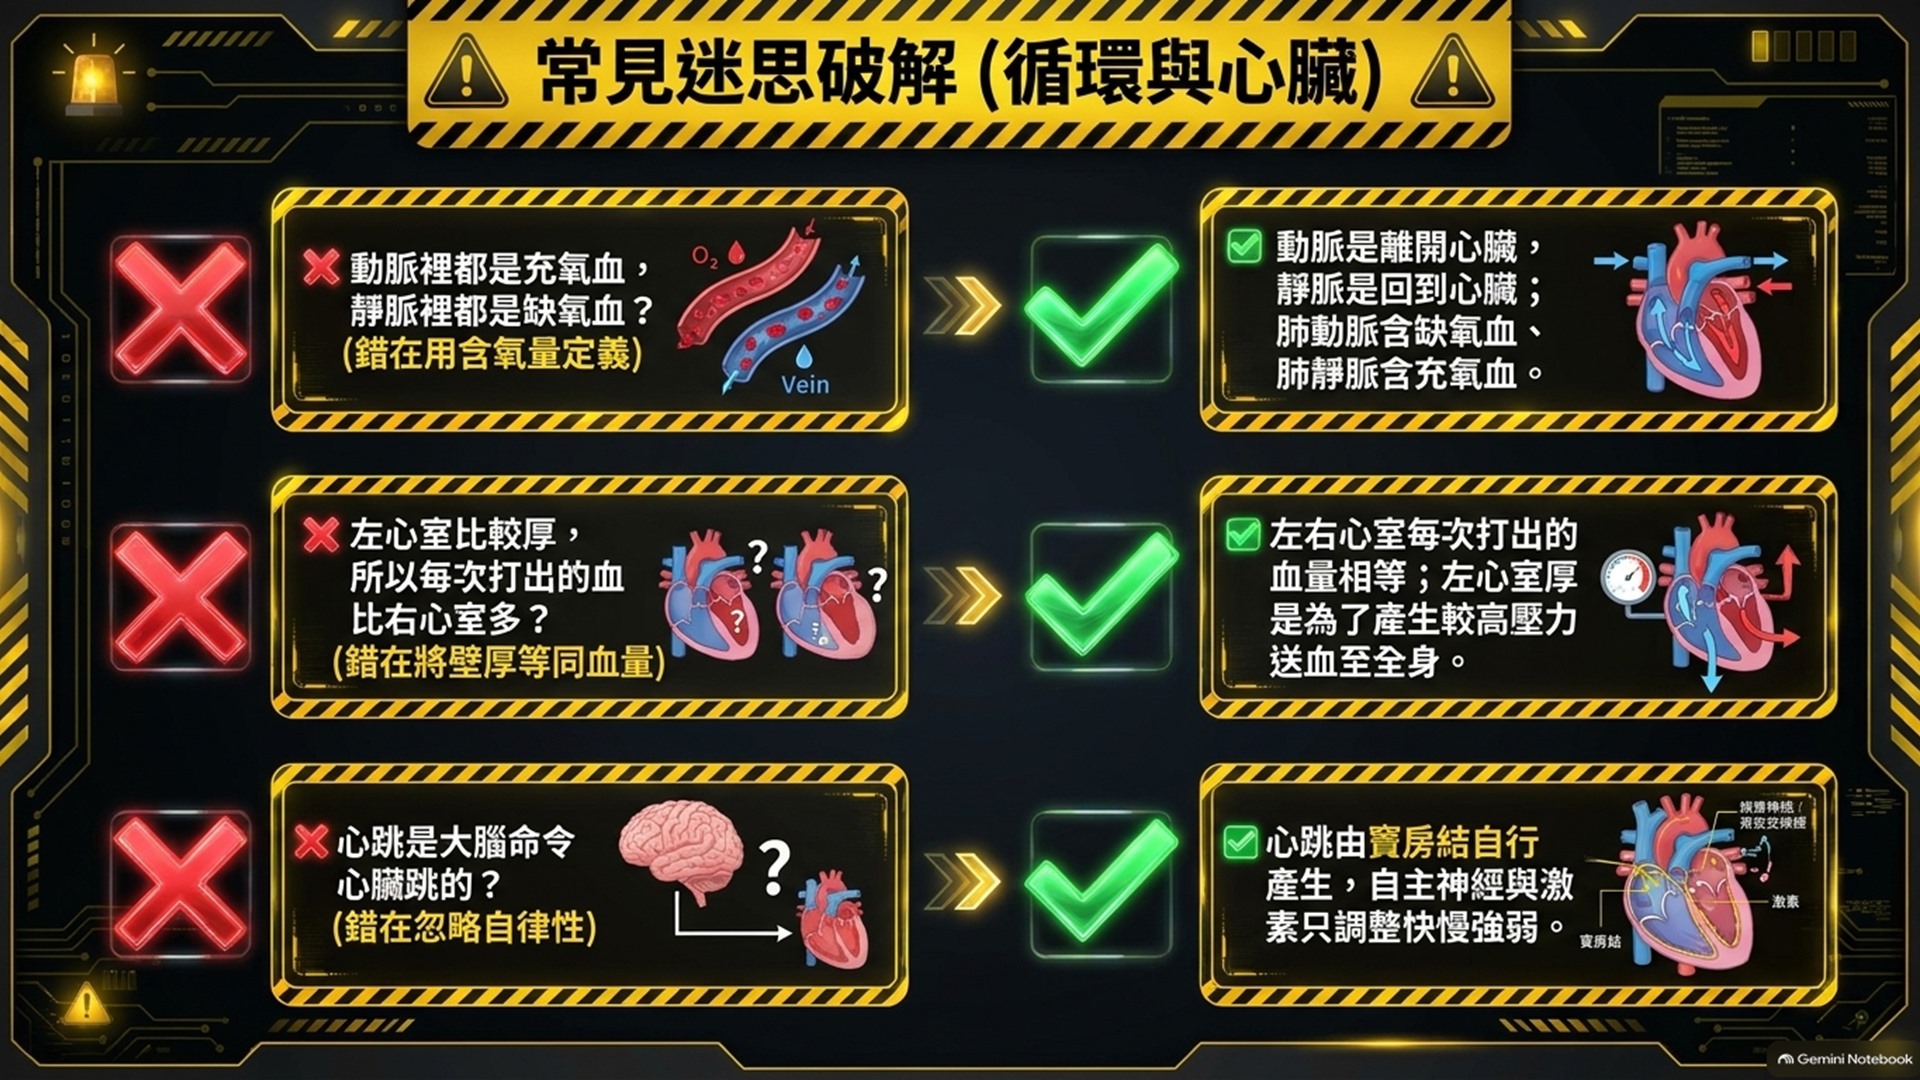 常見迷思破解 (循環與心臟)
動脈裡都是充氧血，
靜脈裡都是缺氧血？
(錯在用含氧量定義)
O₂
Vein
動脈是離開心臟，
靜脈是回到心臟；
肺動脈含缺氧血、
肺靜脈含充氧血。
左心室比較厚，
所以每次打出的血
比右心室多？
(錯在將壁厚等同血量)
? ? ? ?
左右心室每次打出的
血量相等；左心室厚
是為了產生較高壓力
送血至全身。
心跳是大腦命令
心臟跳的？
(錯在忽略自律性)
?
心跳由竇房結自行
產生，自主神經與激
素只調整快慢強弱。
激素
Gemini Notebook